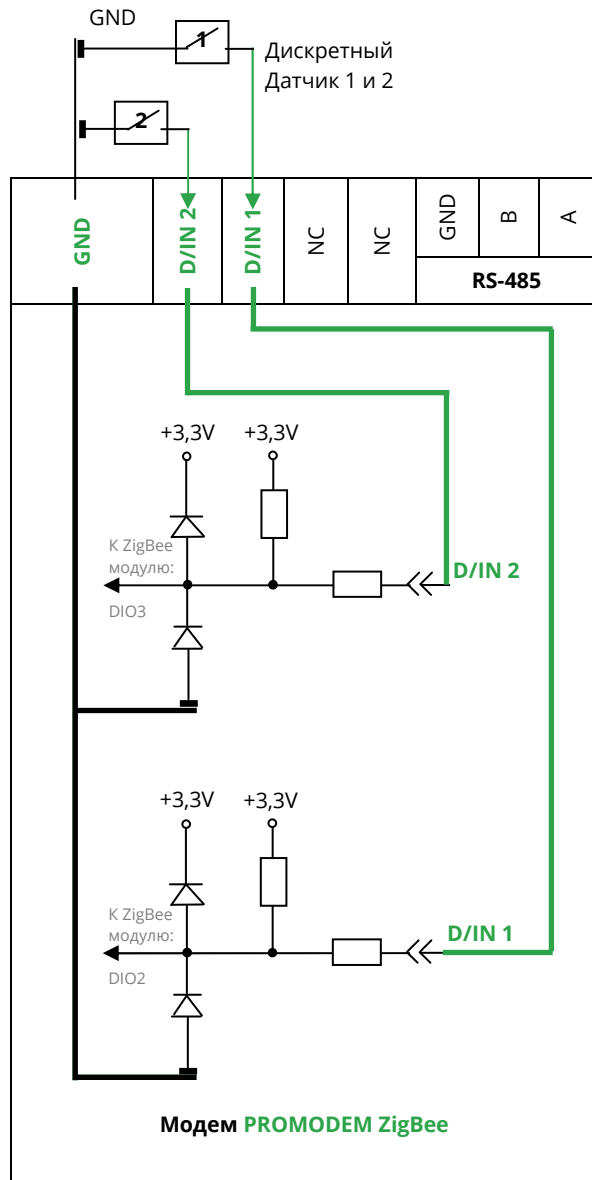 GND
1
Дискретный
Датчик 1 и 2
2
GND
D/IN 2
D/IN 1
NC
NC
GND
B
A
RS-485
+3,3V
+3,3V
К ZigBee
модулю:
DIO3
D/IN 2
+3,3V
+3,3V
К ZigBee
модулю:
DIO2
D/IN 1
Модем PROMODEM ZigBee